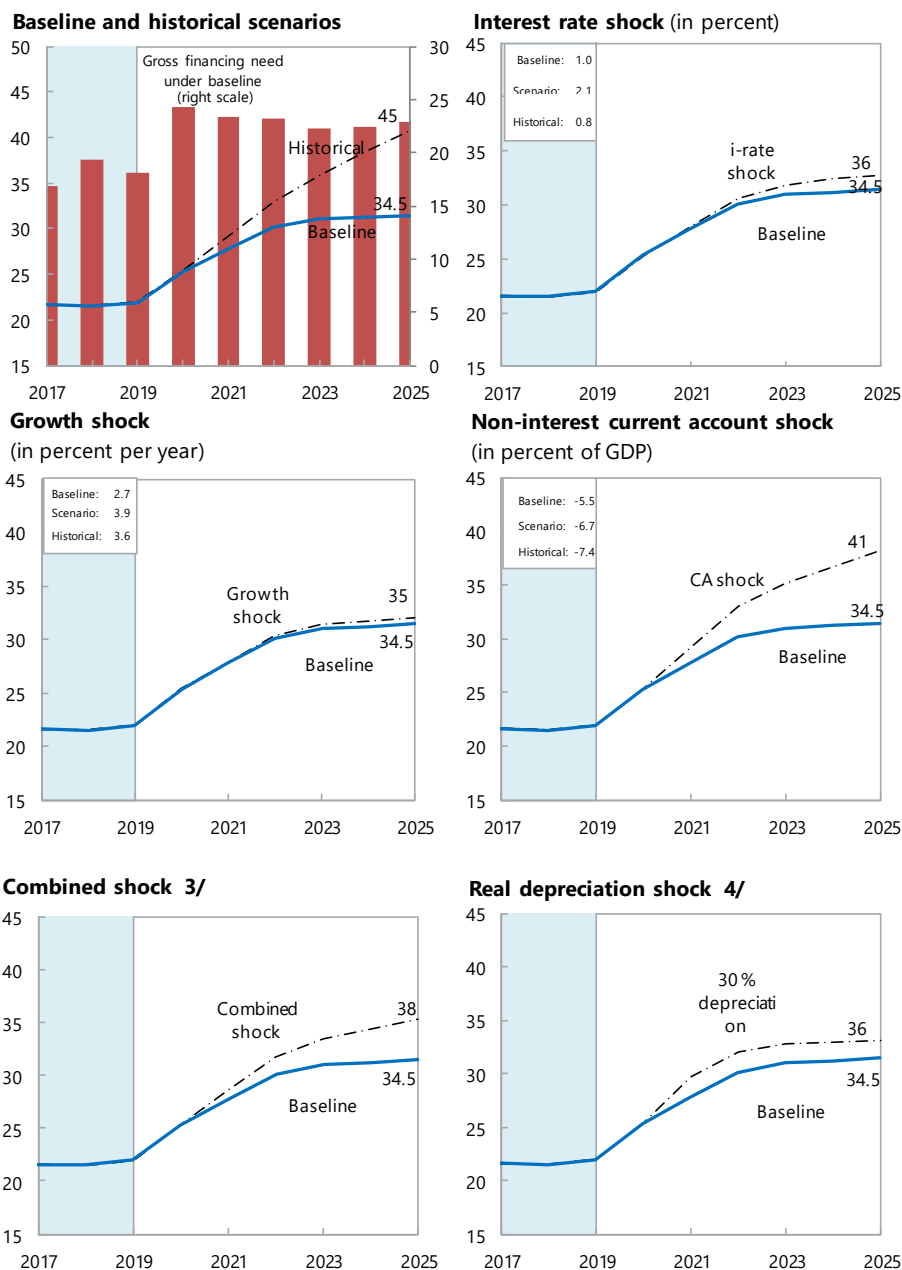 Baseline and historical scenarios
50
45
40
35
30
25
20
15
30
25
20
15
10
5
0
Gross financing need
under baseline
(right scale)
45
Historical
34.5
Baseline
2017 2019 2021 2023 2025
Interest rate shock (in percent)
45
40
35
30
25
20
15
Baseline: 1.0
Scenario: 2.1
Historical: 0.8
i-rate
shock
36
34.5
Baseline
2017 2019 2021 2023 2025
Growth shock
(in percent per year)
45
40
35
30
25
20
15
Baseline: 2.7
Scenario: 3.9
Historical: 3.6
Growth
shock
35
34.5
Baseline
2017 2019 2021 2023 2025
Non-interest current account shock
(in percent of GDP)
45
40
35
30
25
20
15
Baseline: -5.5
Scenario: -6.7
Historical: -7.4
41
CA shock
34.5
Baseline
2017 2019 2021 2023 2025
Combined shock 3/
45
40
35
30
25
20
15
Combined
shock
38
34.5
Baseline
2017 2019 2021 2023 2025
Real depreciation shock 4/
45
40
35
30
25
20
15
30 %
depreciati
on
36
34.5
Baseline
2017 2019 2021 2023 2025